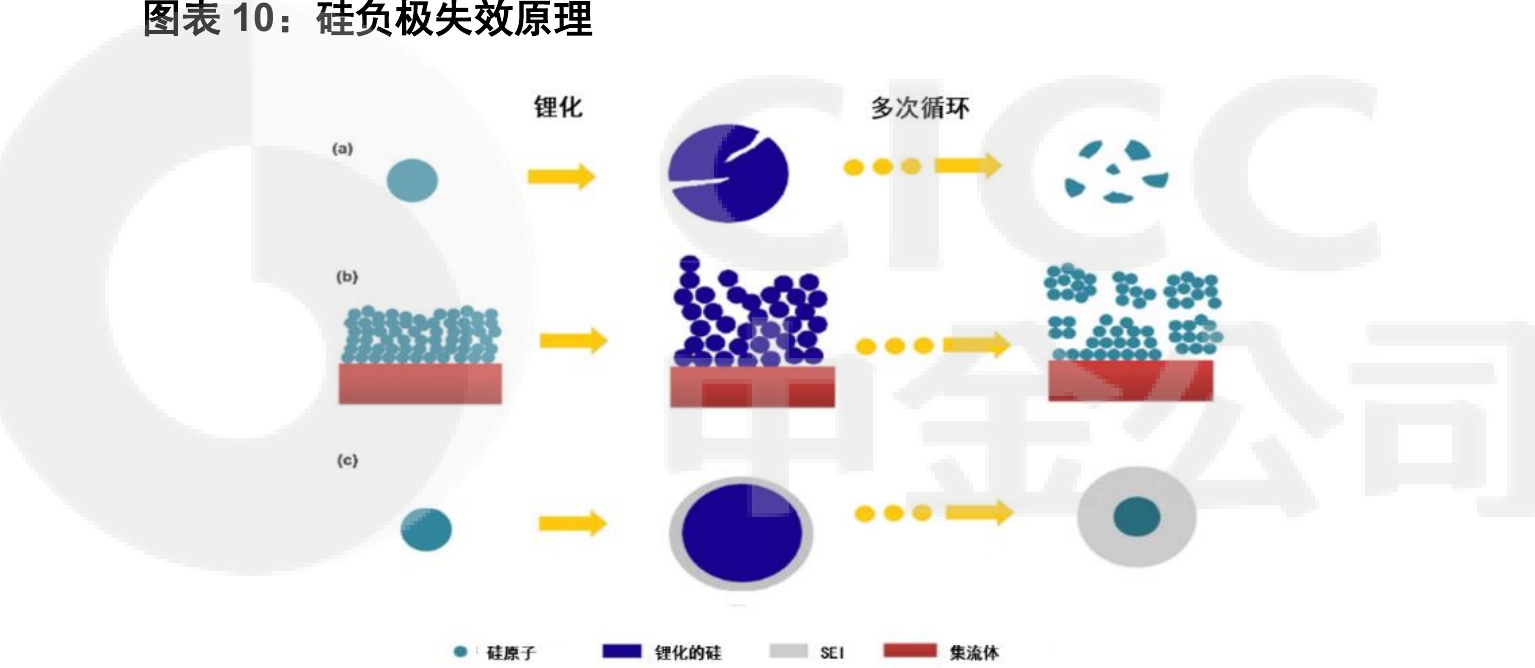 图表 10：硅负极失效原理
锂化
多次循环
(a)
(b)
(c)
CICC
中金公司
硅原子
锂化的硅
SEI
集流体